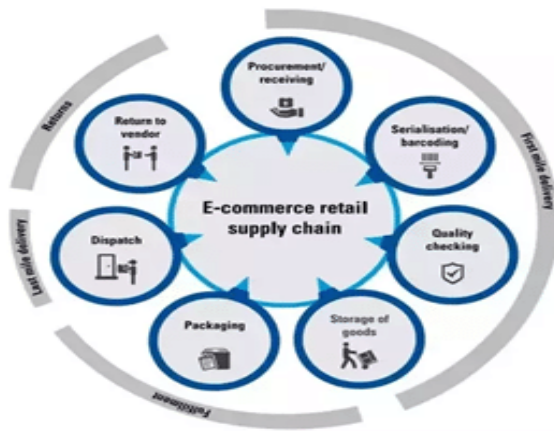 Procurement/
receiving
Serialisation/
barcoding
Quality
checking
Storage of
goods
Packaging
Dispatch
Return to
vendor
E-commerce retail
supply chain
First mile delivery
Fulfillment
Last mile delivery
Returns